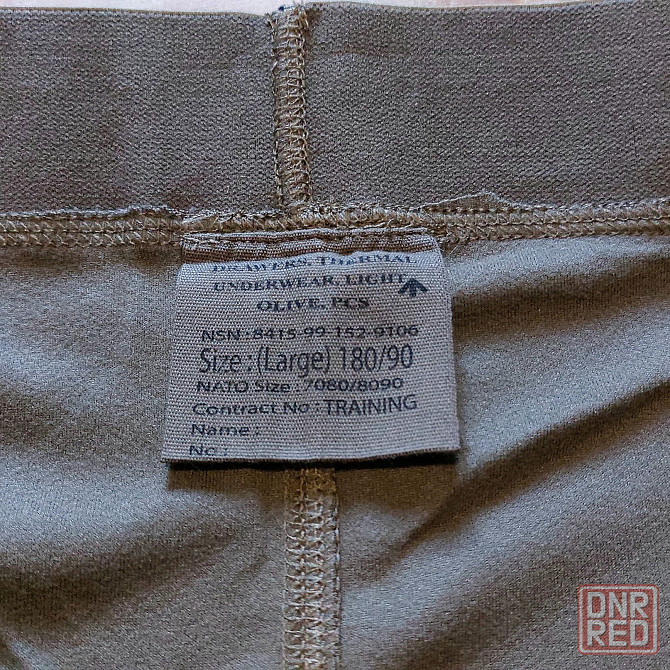 DRAWERS, THERMAL
UNDERWEAR, LIGHT
OLIVE, PCS
NSN : 8415-99-152-9106
Size : (Large) 180/90
NATO Size : 7080/8090
Contract No : TRAINING
Name :
No :
DNR
RED